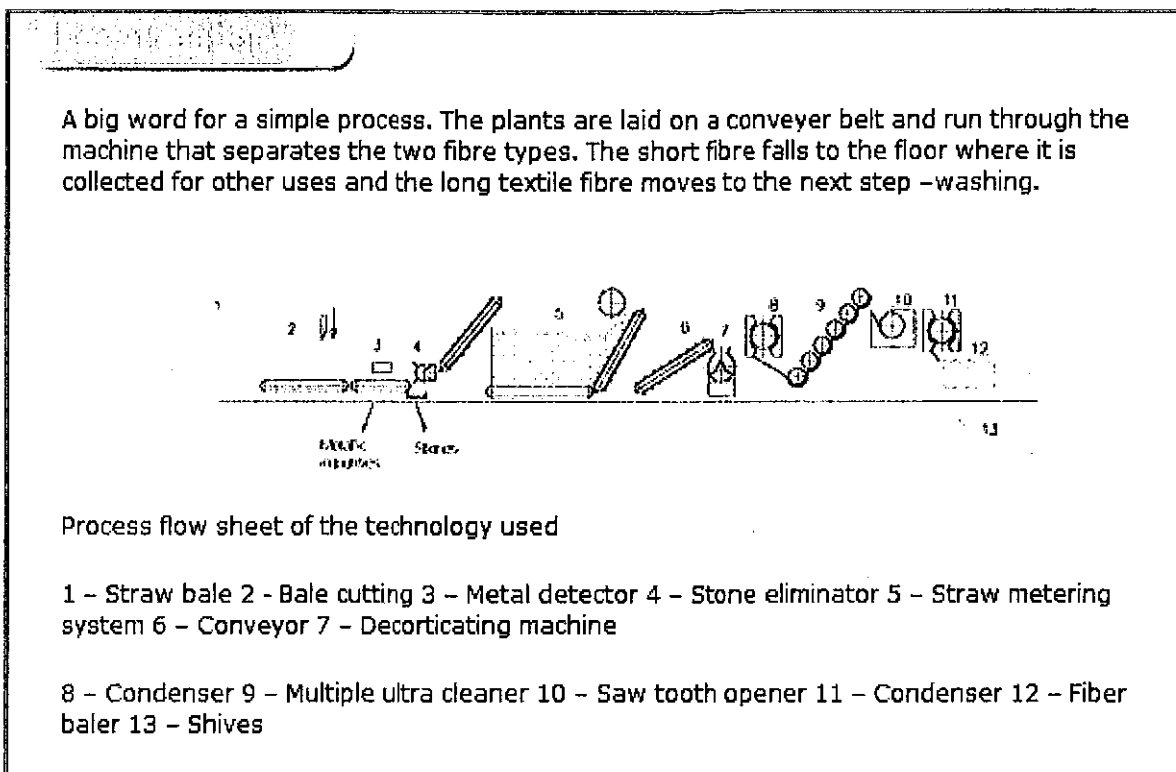 A big word for a simple process. The plants are laid on a conveyer belt and run through the
machine that separates the two fibre types. The short fibre falls to the floor where it is
collected for other uses and the long textile fibre moves to the next step –washing.
1
2
3
4
5
6
7
8
9
10
11
12
Stones
13
Process flow sheet of the technology used
1 – Straw bale 2 - Bale cutting 3 – Metal detector 4 – Stone eliminator 5 – Straw metering
system 6 – Conveyor 7 – Decorticating machine
8 – Condenser 9 – Multiple ultra cleaner 10 – Saw tooth opener 11 – Condenser 12 – Fiber
baler 13 – Shives